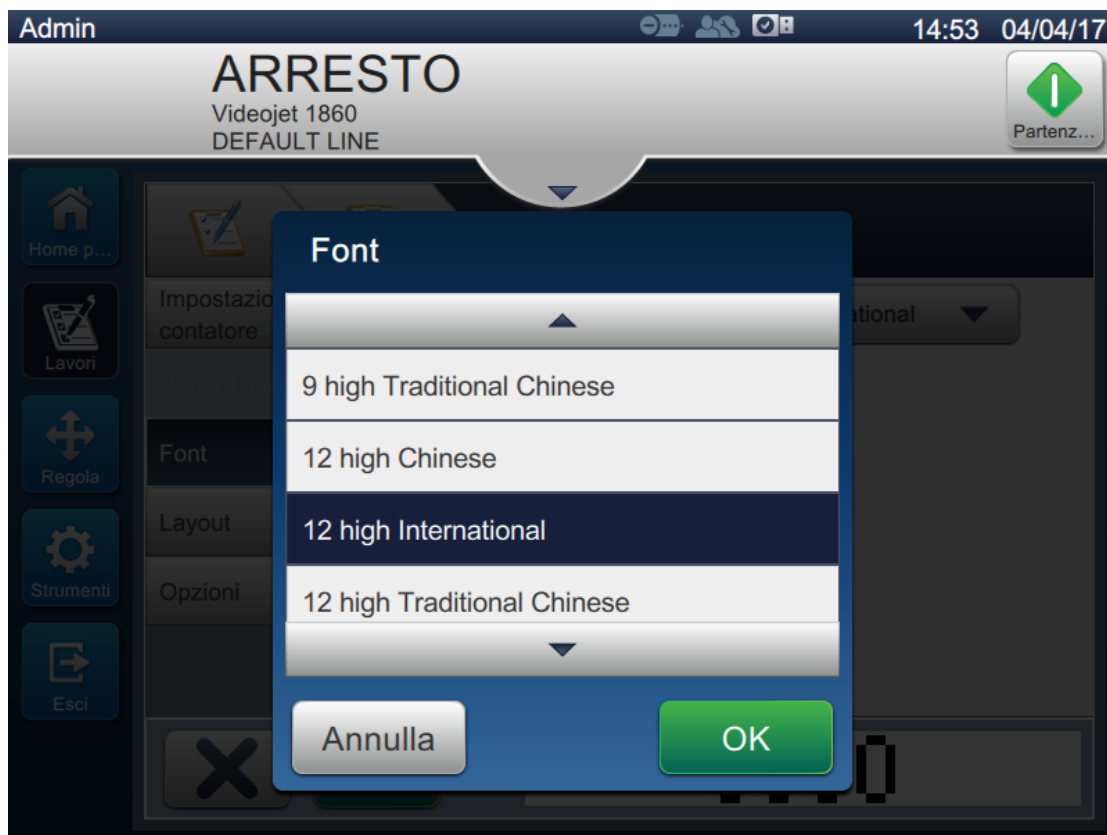 Admin
14:53 04/04/17
ARRESTO
Videojet 1860
DEFAULT LINE
Partenz...
Home p...
Lavori
Regola
Strumenti
Esci
Impostazio
contatore
Font
Layout
Opzioni
ational
Font
9 high Traditional Chinese
12 high Chinese
12 high International
12 high Traditional Chinese
Annulla
OK